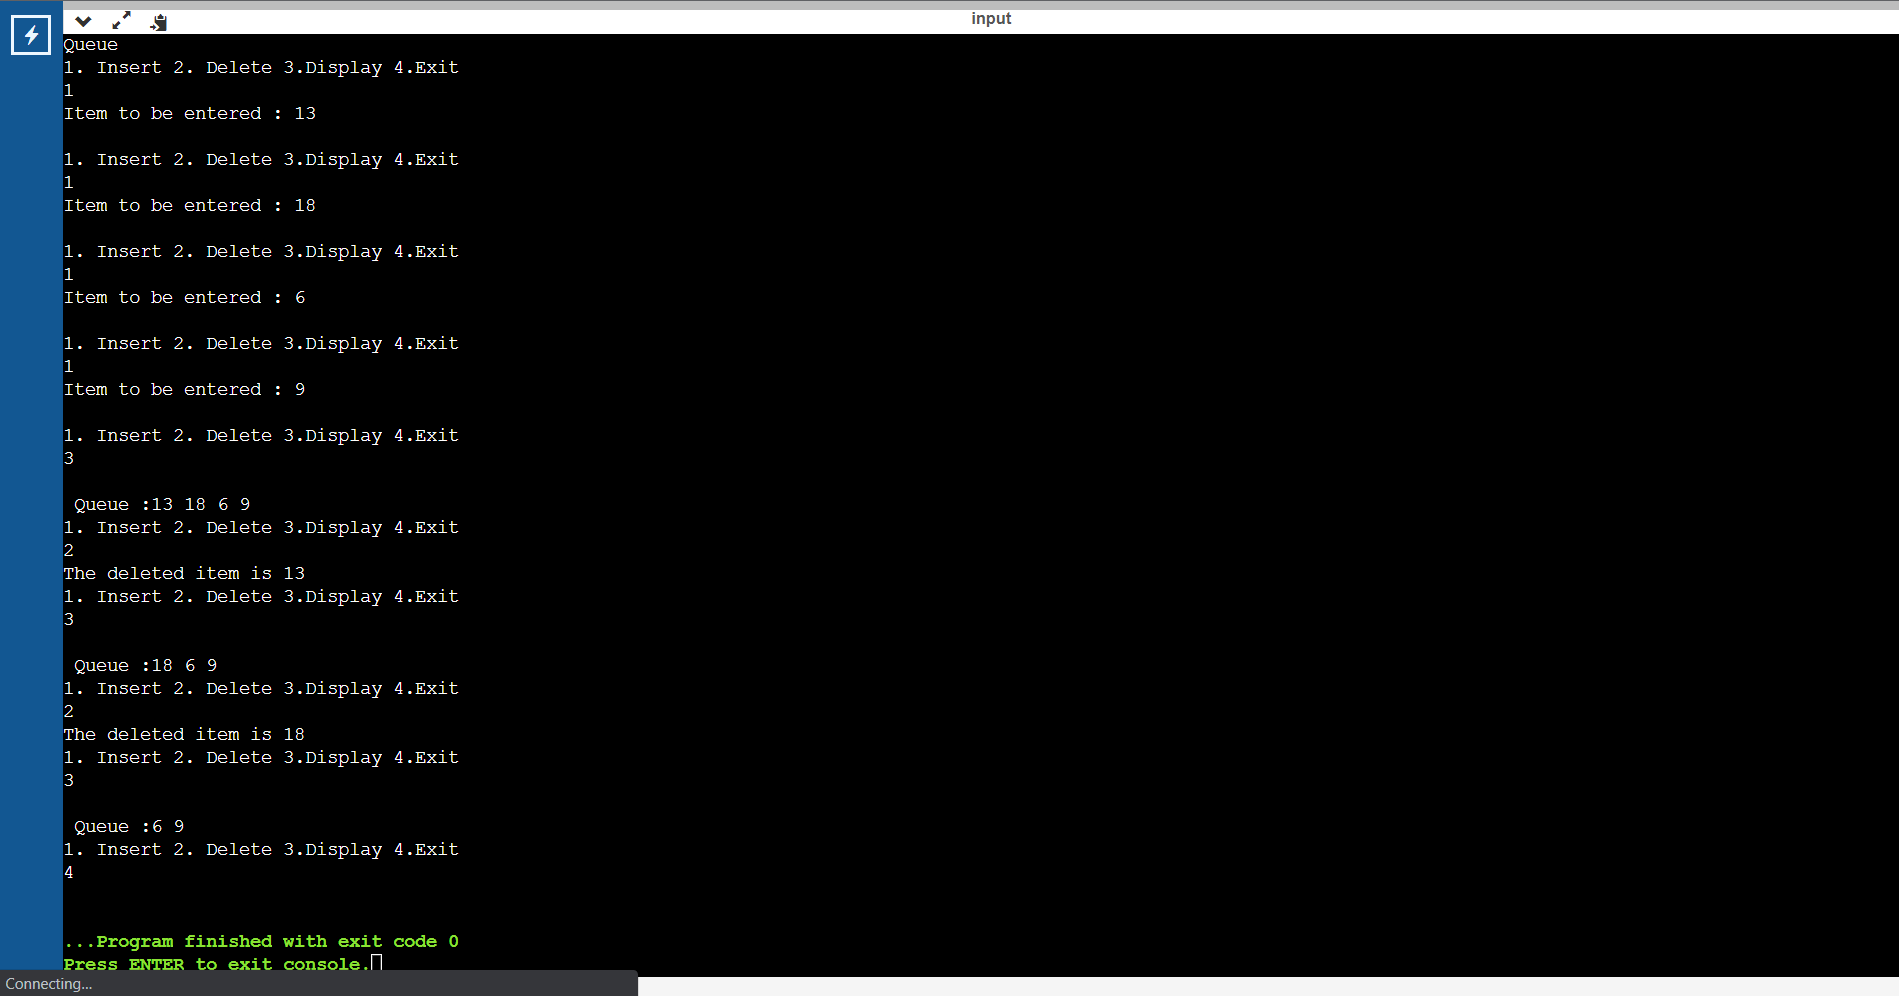 input
Queue
1. Insert 2. Delete 3.Display 4.Exit
1
Item to be entered : 13
1. Insert 2. Delete 3.Display 4.Exit
1
Item to be entered : 18
1. Insert 2. Delete 3.Display 4.Exit
1
Item to be entered : 6
1. Insert 2. Delete 3.Display 4.Exit
1
Item to be entered : 9
1. Insert 2. Delete 3.Display 4.Exit
3
Queue :13 18 6 9
1. Insert 2. Delete 3.Display 4.Exit
2
The deleted item is 13
1. Insert 2. Delete 3.Display 4.Exit
3
Queue :18 6 9
1. Insert 2. Delete 3.Display 4.Exit
2
The deleted item is 18
1. Insert 2. Delete 3.Display 4.Exit
3
Queue :6 9
1. Insert 2. Delete 3.Display 4.Exit
4
...Program finished with exit code 0
Press ENTER to exit console.
Connecting...